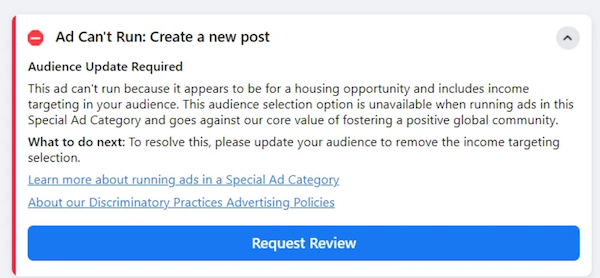 Ad Can't Run: Create a new post
Audience Update Required
This ad can't run because it appears to be for a housing opportunity and includes income
targeting in your audience. This audience selection option is unavailable when running ads in this
Special Ad Category and goes against our core value of fostering a positive global community.
What to do next: To resolve this, please update your audience to remove the income targeting
selection.
Learn more about running ads in a Special Ad Category
About our Discriminatory Practices Advertising Policies
Request Review